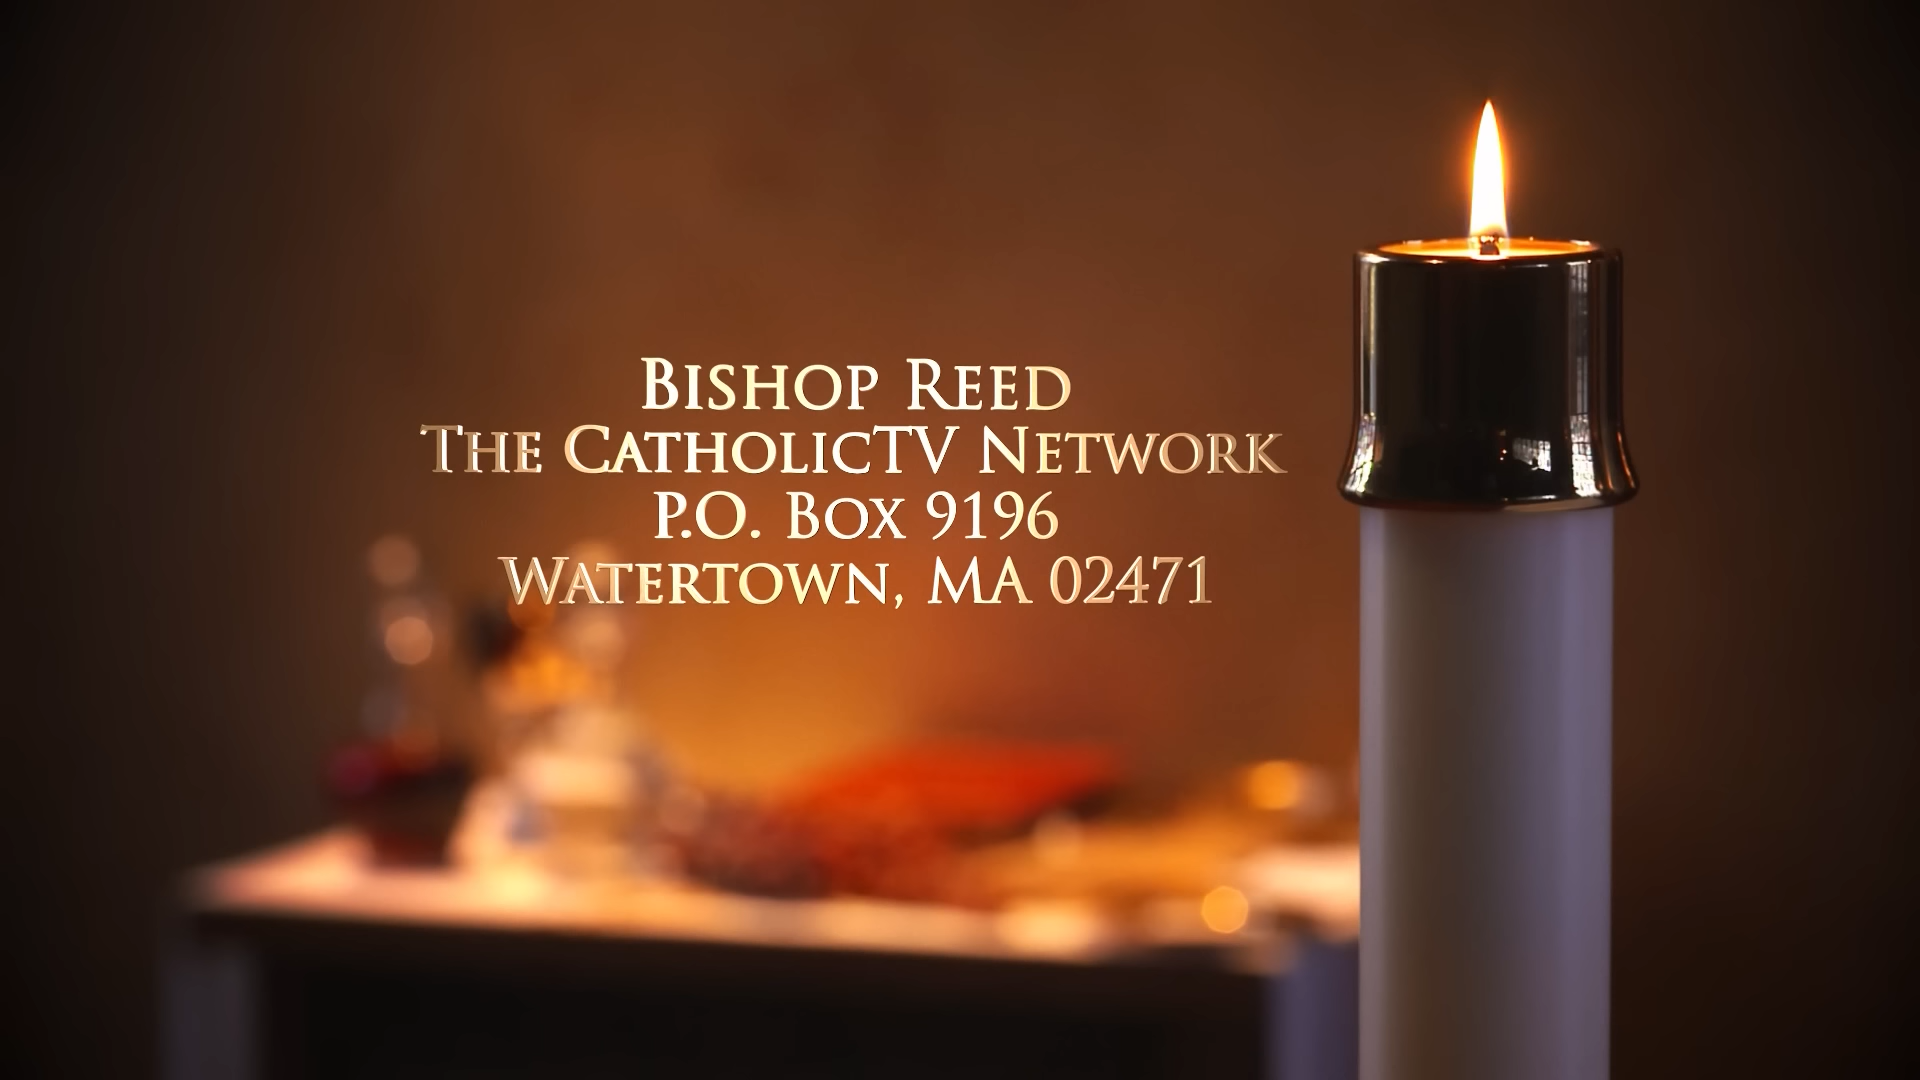 Bishop Reed
The CatholicTV Network
P.O. Box 9196
Watertown, MA 02471